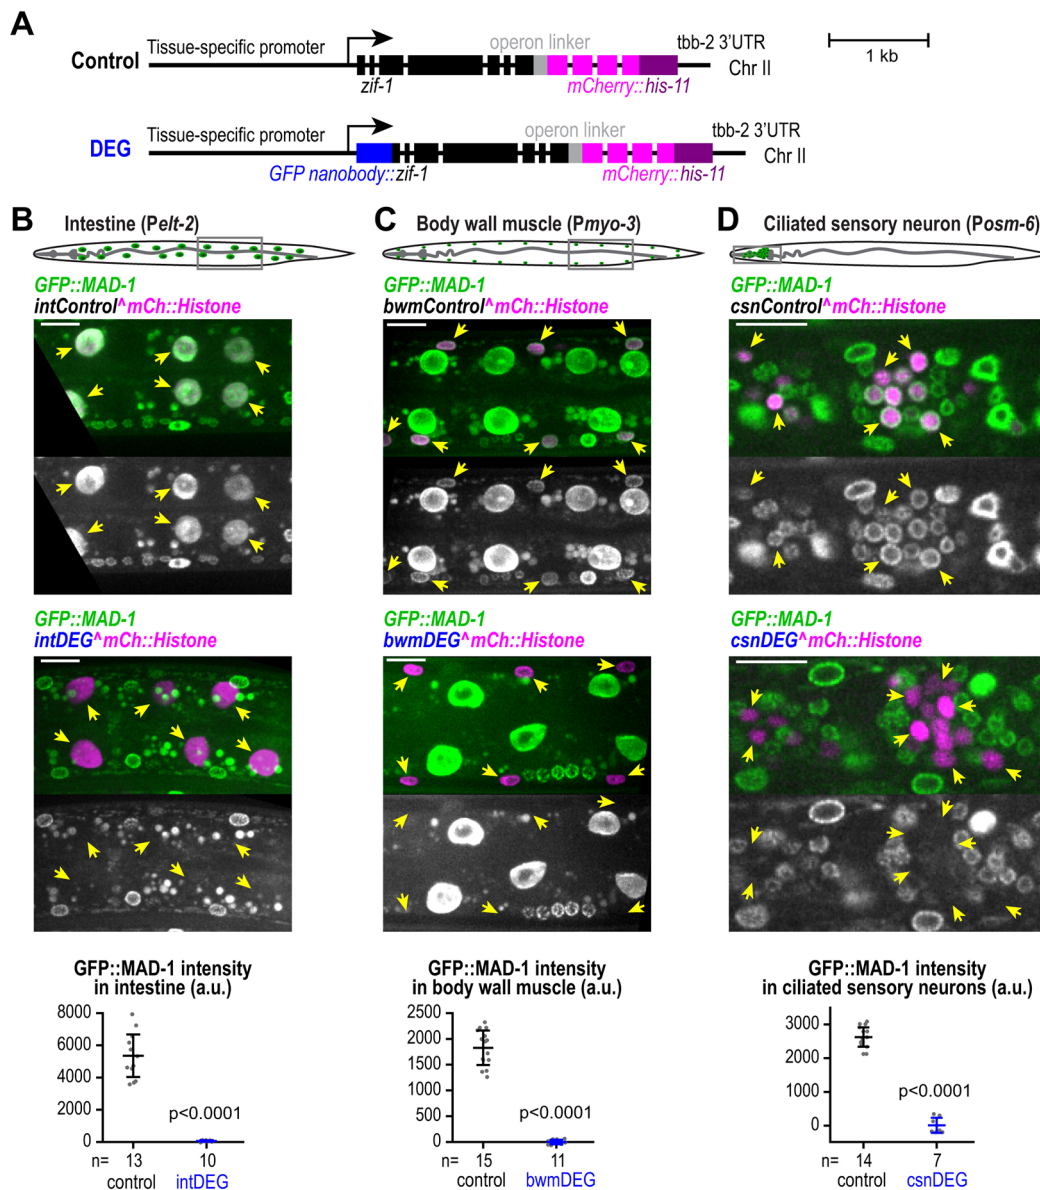 A
Control
Tissue-specific promoter
operon linker
tbb-2 3’UTR
Chr II
zif-1
mCherry::his-11
1 kb
DEG
Tissue-specific promoter
operon linker
tbb-2 3’UTR
Chr II
GFP nanobody::zif-1
mCherry::his-11
B
Intestine (Pelt-2)
GFP::MAD-1
intControl^mCh::Histone
GFP::MAD-1
intDEG^mCh::Histone
GFP::MAD-1 intensity
in intestine (a.u.)
8000
6000
4000
2000
0
p<0.0001
n= 13 10
control intDEG
C
Body wall muscle (Pmyo-3)
GFP::MAD-1
bwmControl^mCh::Histone
GFP::MAD-1
bwmDEG^mCh::Histone
GFP::MAD-1 intensity
in body wall muscle (a.u.)
2500
2000
1500
1000
500
0
p<0.0001
n= 15 11
control bwmDEG
D
Ciliated sensory neuron (Posm-6)
GFP::MAD-1
csnControl^mCh::Histone
GFP::MAD-1
csnDEG^mCh::Histone
GFP::MAD-1 intensity
in ciliated sensory neurons (a.u.)
3000
2000
1000
0
p<0.0001
n= 14 7
control csnDEG